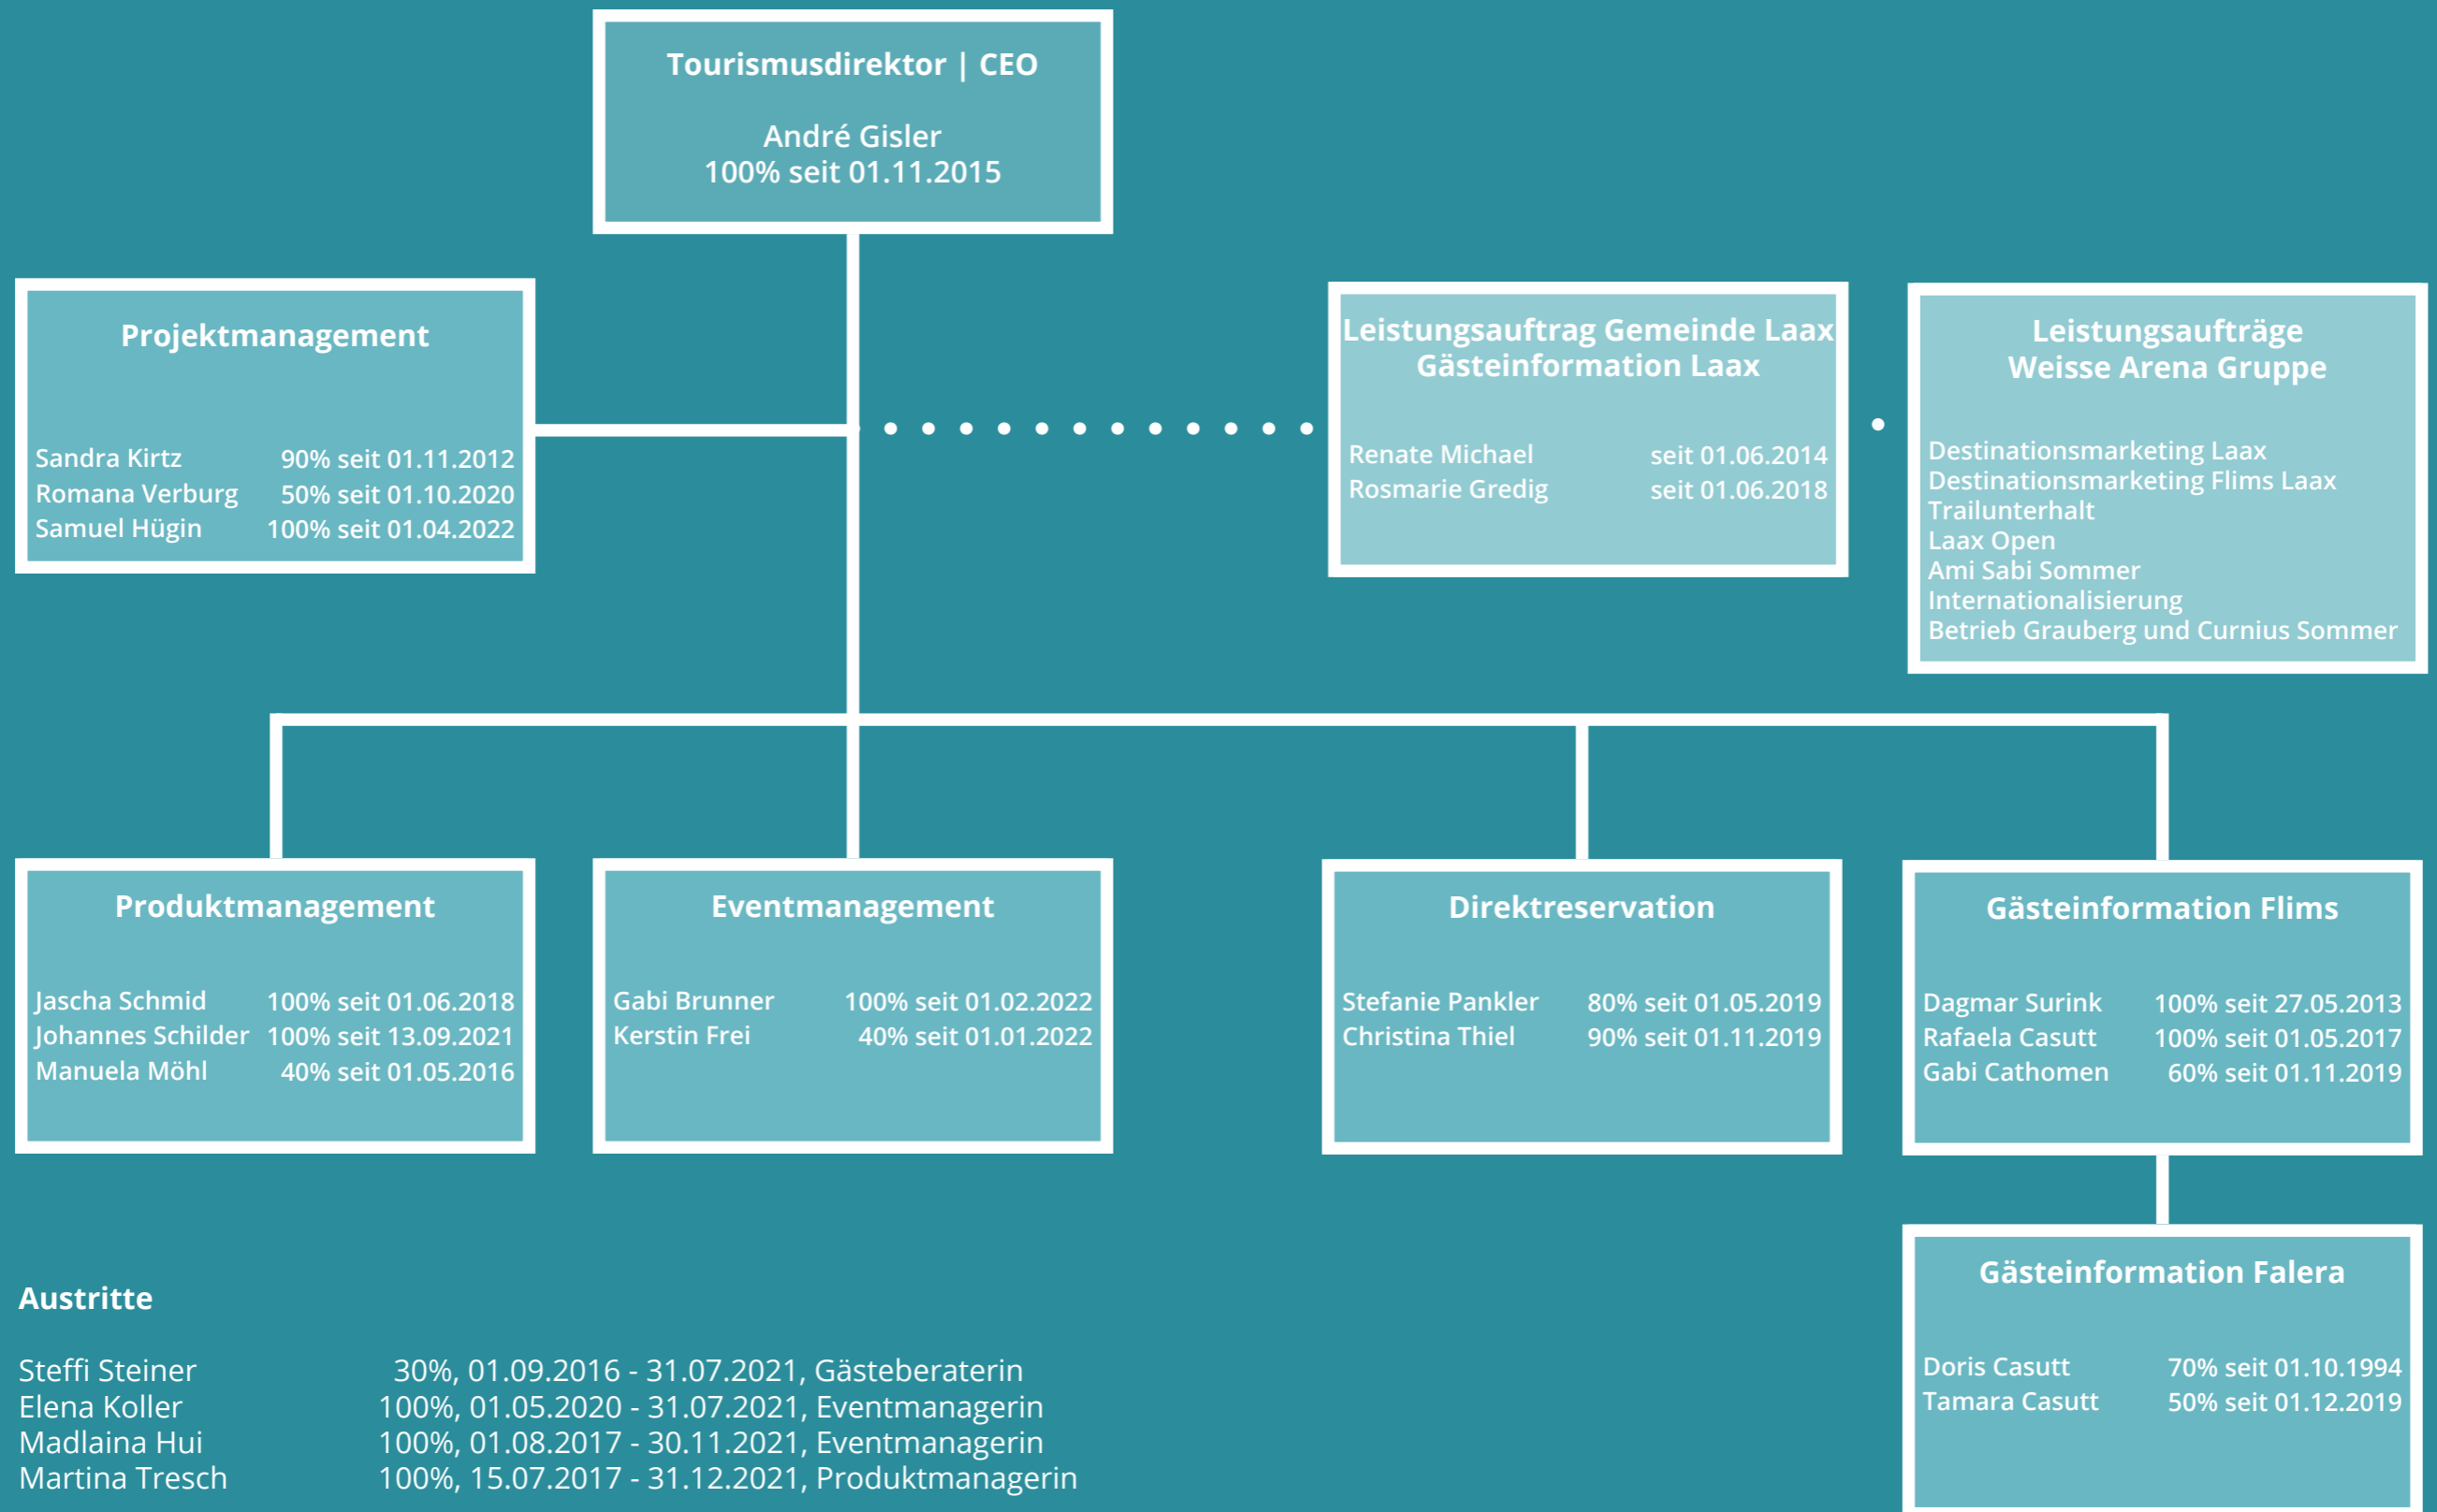 Tourismusdirektor | CEO
André Gisler
100% seit 01.11.2015
Projektmanagement
Sandra Kirtz 90% seit 01.11.2012
Romana Verburg 50% seit 01.10.2020
Samuel Hügin 100% seit 01.04.2022
Leistungsauftrag Gemeinde Laax
Gästeinformation Laax
Renate Michael seit 01.06.2014
Rosmarie Gredig seit 01.06.2018
Leistungsaufträge
Weisse Arena Gruppe
Destinationsmarketing Laax
Destinationsmarketing Flims Laax
Trailunterhalt
Laax Open
Ami Sabi Sommer
Internationalisierung
Betrieb Grauberg und Curnius Sommer
Produktmanagement
Jascha Schmid 100% seit 01.06.2018
Johannes Schilder 100% seit 13.09.2021
Manuela Möhl 40% seit 01.05.2016
Eventmanagement
Gabi Brunner 100% seit 01.02.2022
Kerstin Frei 40% seit 01.01.2022
Direktreservation
Stefanie Pankler 80% seit 01.05.2019
Christina Thiel 90% seit 01.11.2019
Gästeinformation Flims
Dagmar Surink 100% seit 27.05.2013
Rafaela Casutt 100% seit 01.05.2017
Gabi Cathomen 60% seit 01.11.2019
Gästeinformation Falera
Doris Casutt 70% seit 01.10.1994
Tamara Casutt 50% seit 01.12.2019
Austritte
Steffi Steiner 30%, 01.09.2016 - 31.07.2021, Gästeberaterin
Elena Koller 100%, 01.05.2020 - 31.07.2021, Eventmanagerin
Madlaina Hui 100%, 01.08.2017 - 30.11.2021, Eventmanagerin
Martina Tresch 100%, 15.07.2017 - 31.12.2021, Produktmanagerin